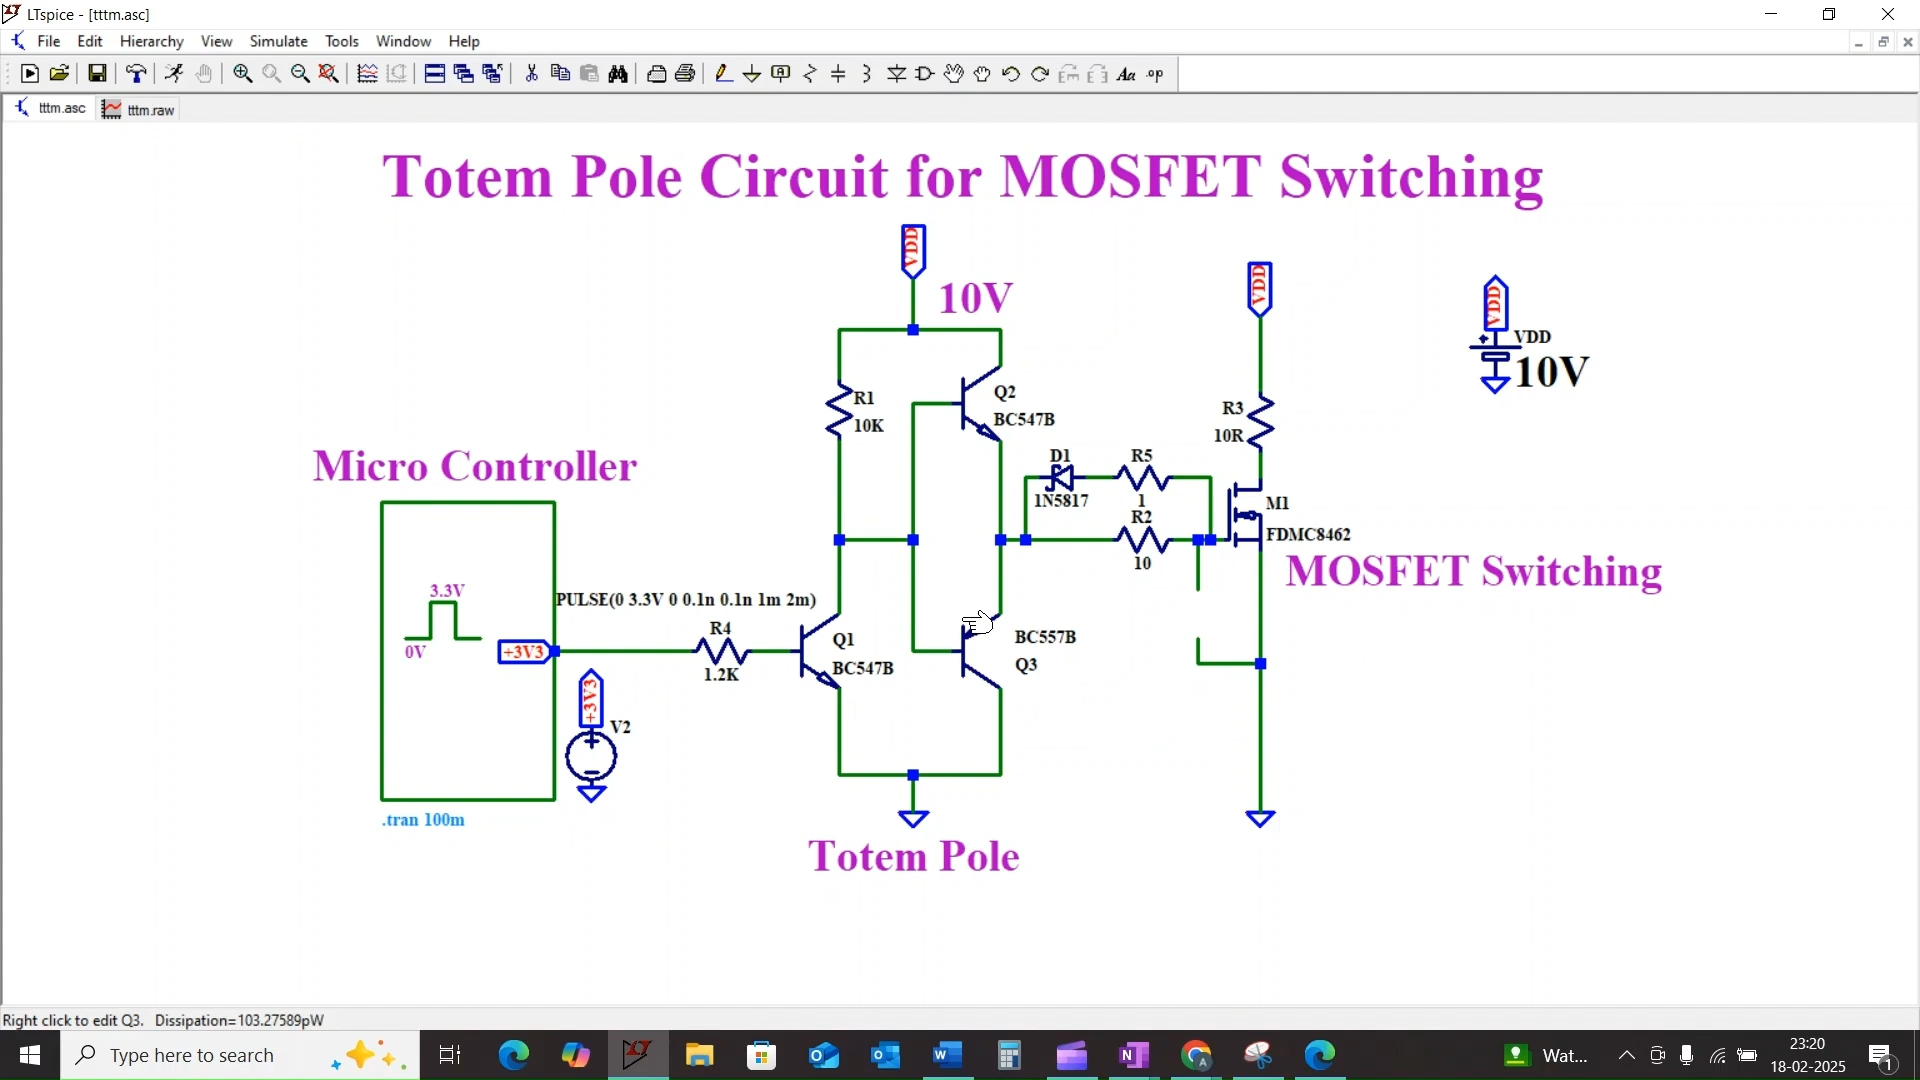 LTspice - [tttm.asc]
File Edit Hierarchy View Simulate Tools Window Help
tttm.asc tttm.raw
Totem Pole Circuit for MOSFET Switching
VDD
10V
VDD
VDD
VDD
10V
R1
10K
Q2
BC547B
R3
10R
Micro Controller
D1
1N5817
R5
1
R2
10
M1
FDMC8462
MOSFET Switching
3.3V
0V
+3V3
PULSE(0 3.3V 0 0.1n 0.1n 1m 2m)
R4
1.2K
Q1
BC547B
BC557B
Q3
+3V3
V2
.tran 100m
Totem Pole
Right click to edit Q3. Dissipation=103.27589pW
Type here to search
Wat...
23:20
18-02-2025
1